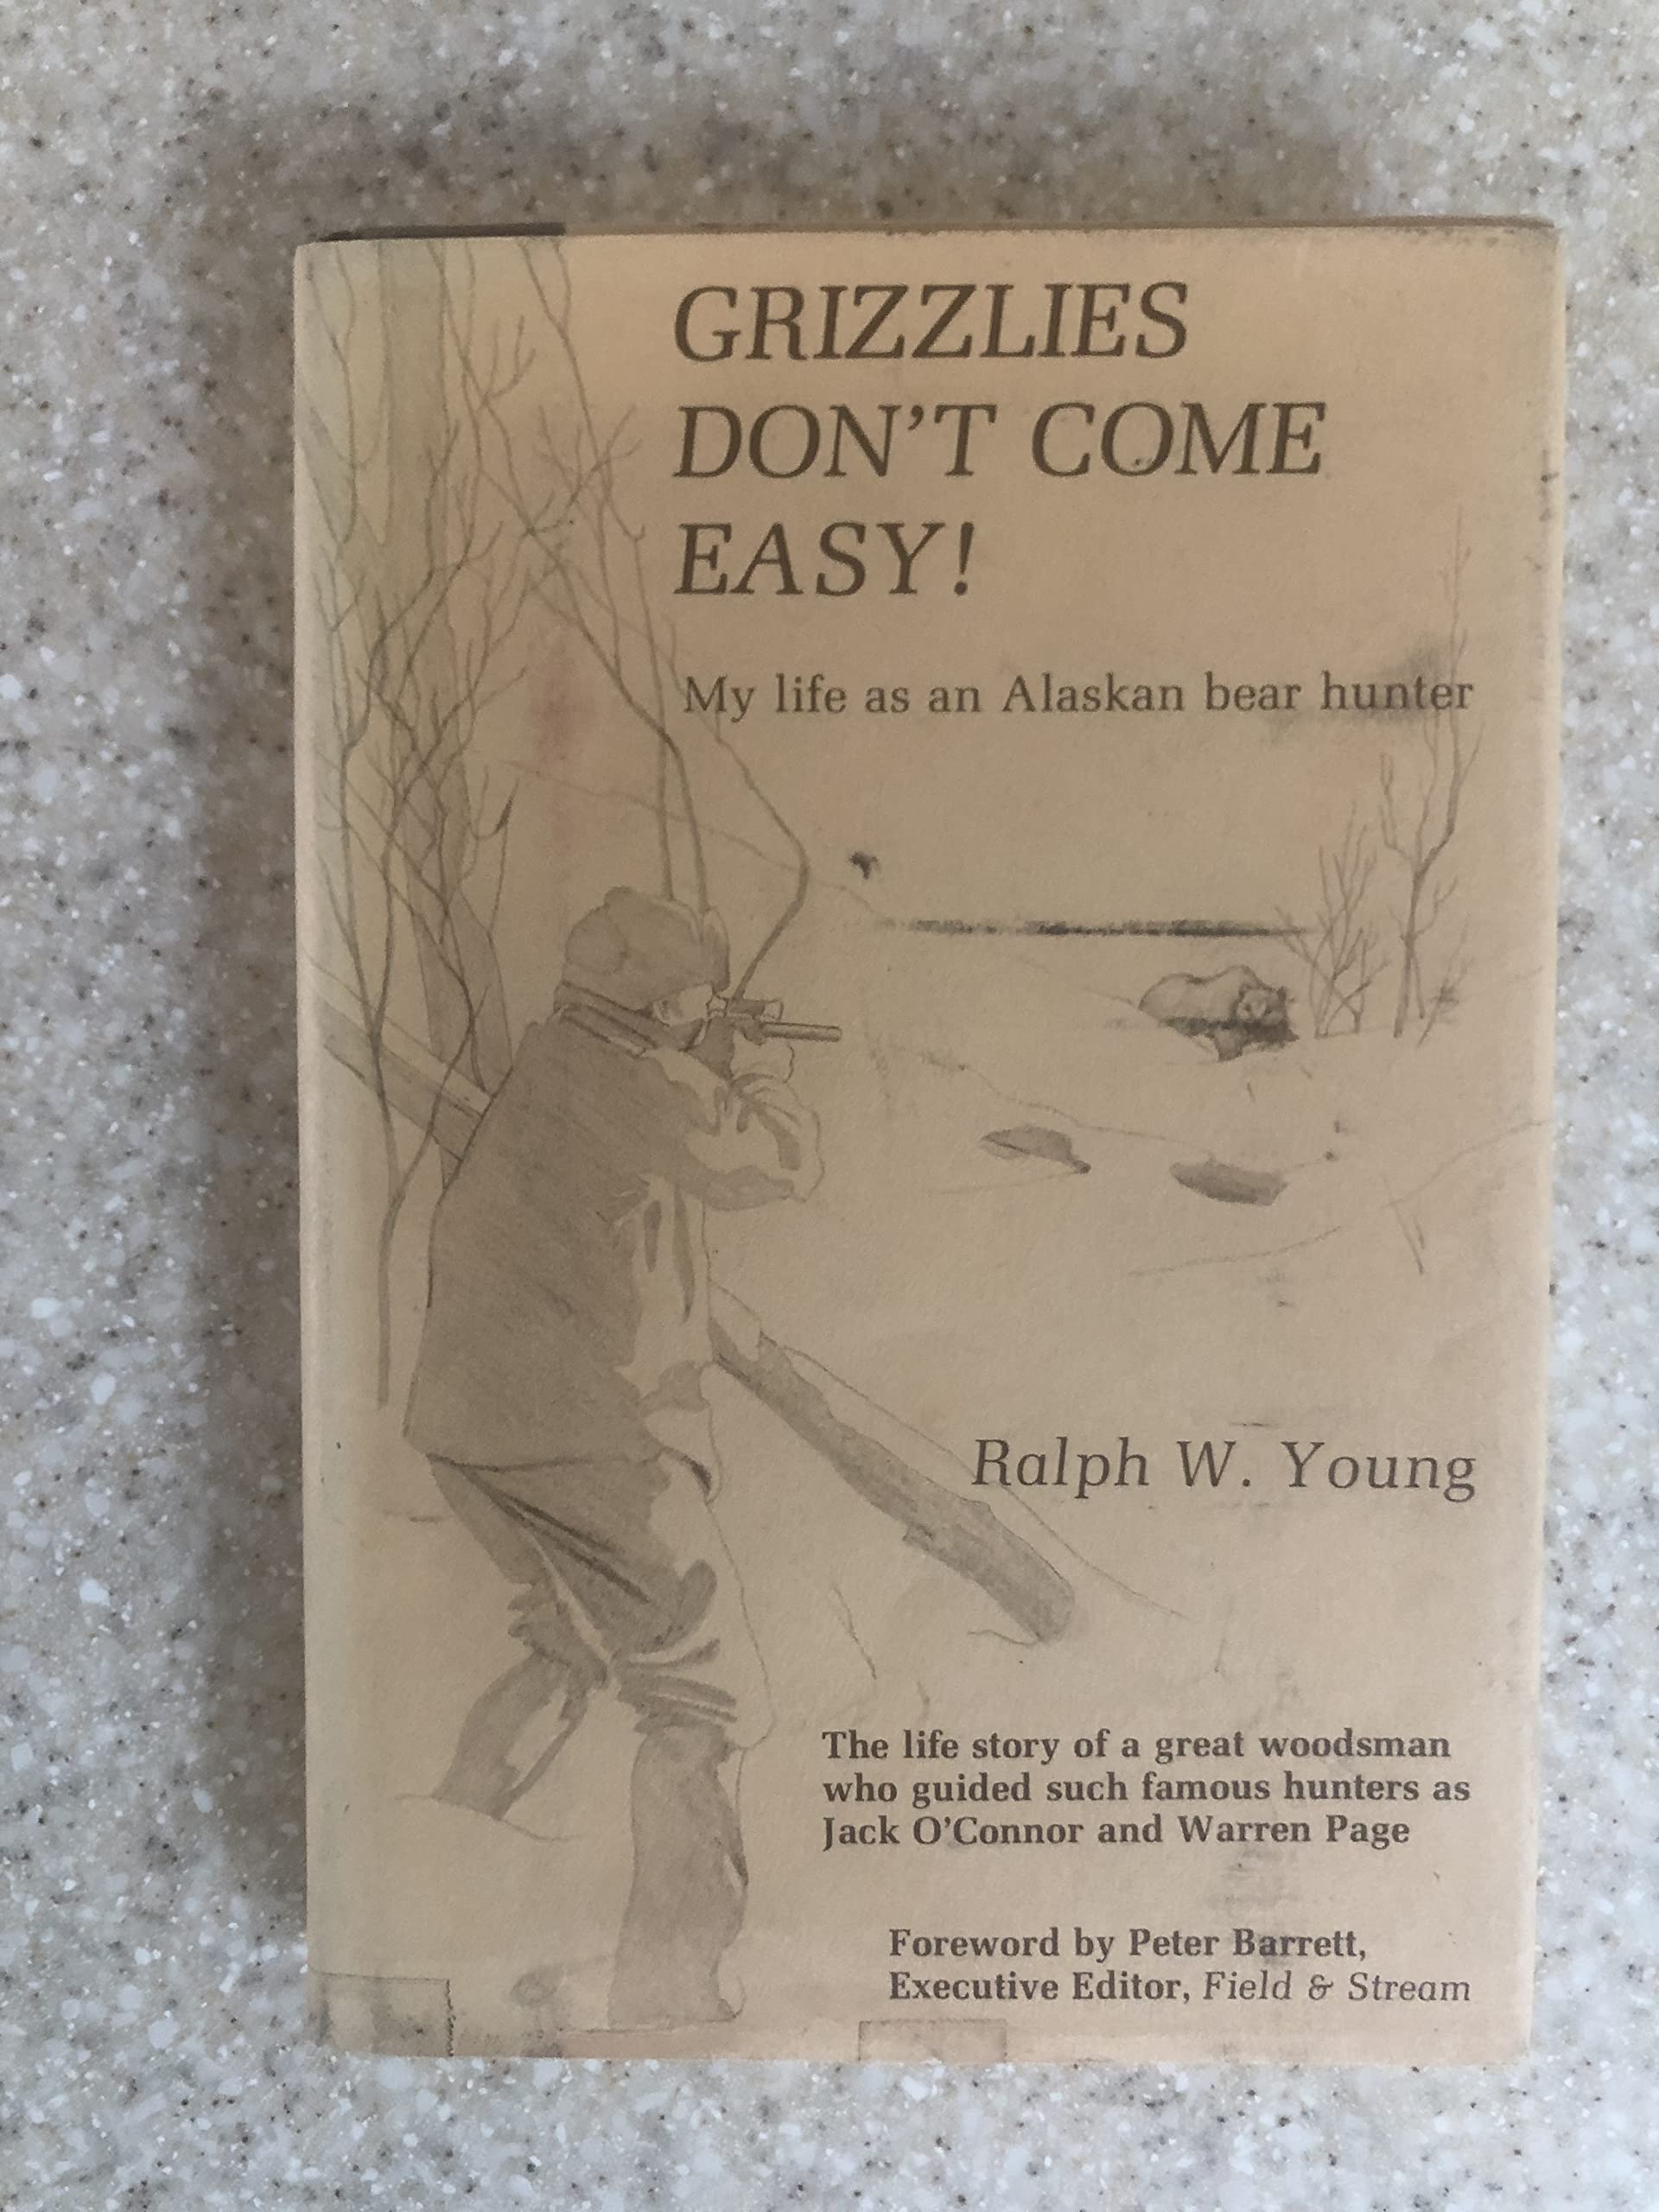 GRIZZLIES
DON'T COME
EASY!
My life as an Alaskan bear hunter
Ralph W. Young
The life story of a great woodsman
who guided such famous hunters as
Jack O'Connor and Warren Page
Foreword by Peter Barrett,
Executive Editor, Field & Stream